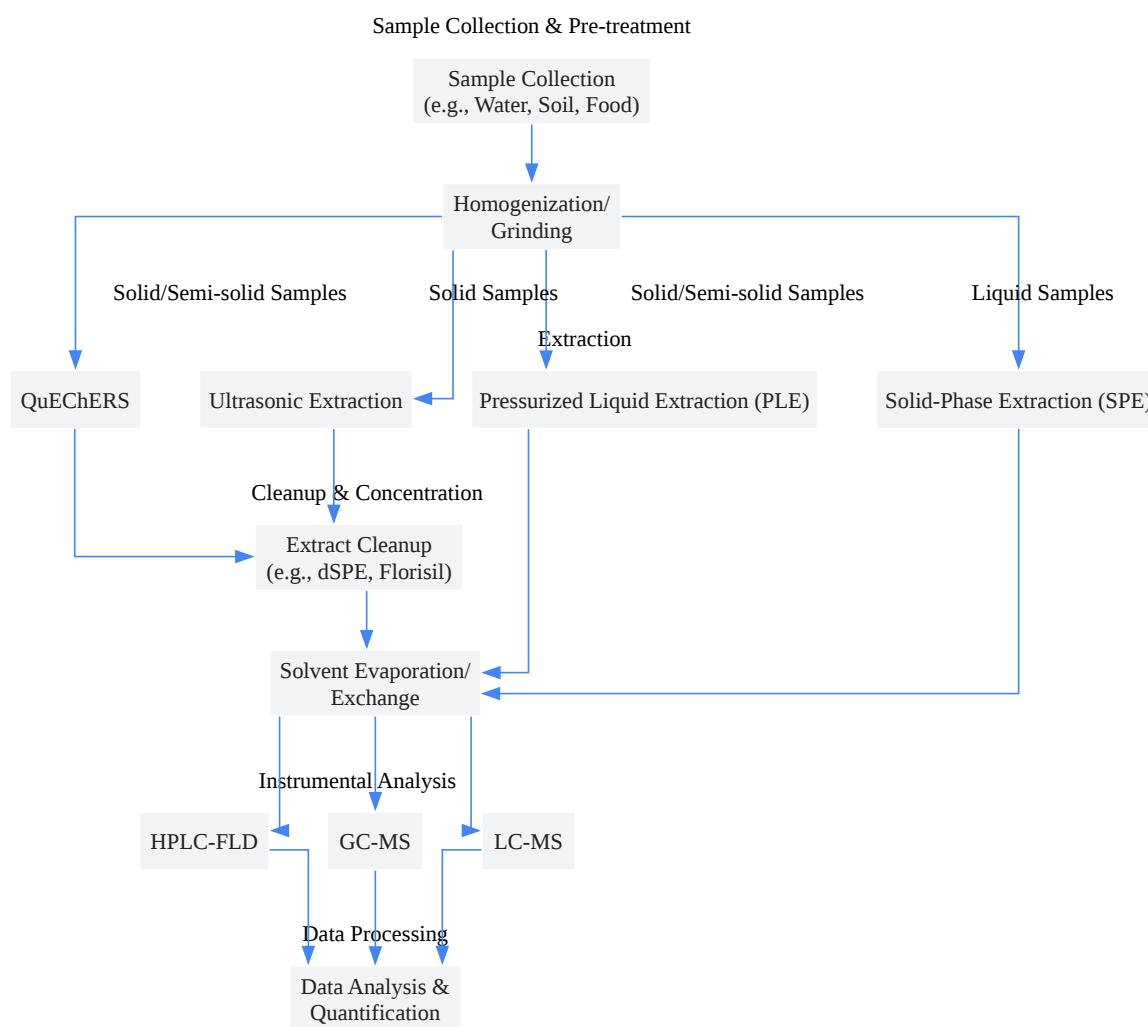 Sample Collection & Pre-treatment
Sample Collection
(e.g., Water, Soil, Food)
Homogenization/
Grinding
Solid/Semi-solid Samples
Solid Samples
Solid/Semi-solid Samples
Liquid Samples
Extraction
QuEChERS
Ultrasonic Extraction
Pressurized Liquid Extraction (PLE)
Solid-Phase Extraction (SPE)
Cleanup & Concentration
Extract Cleanup
(e.g., dSPE, Florisil)
Solvent Evaporation/
Exchange
Instrumental Analysis
HPLC-FLD
GC-MS
LC-MS
Data Processing
Data Analysis &
Quantification